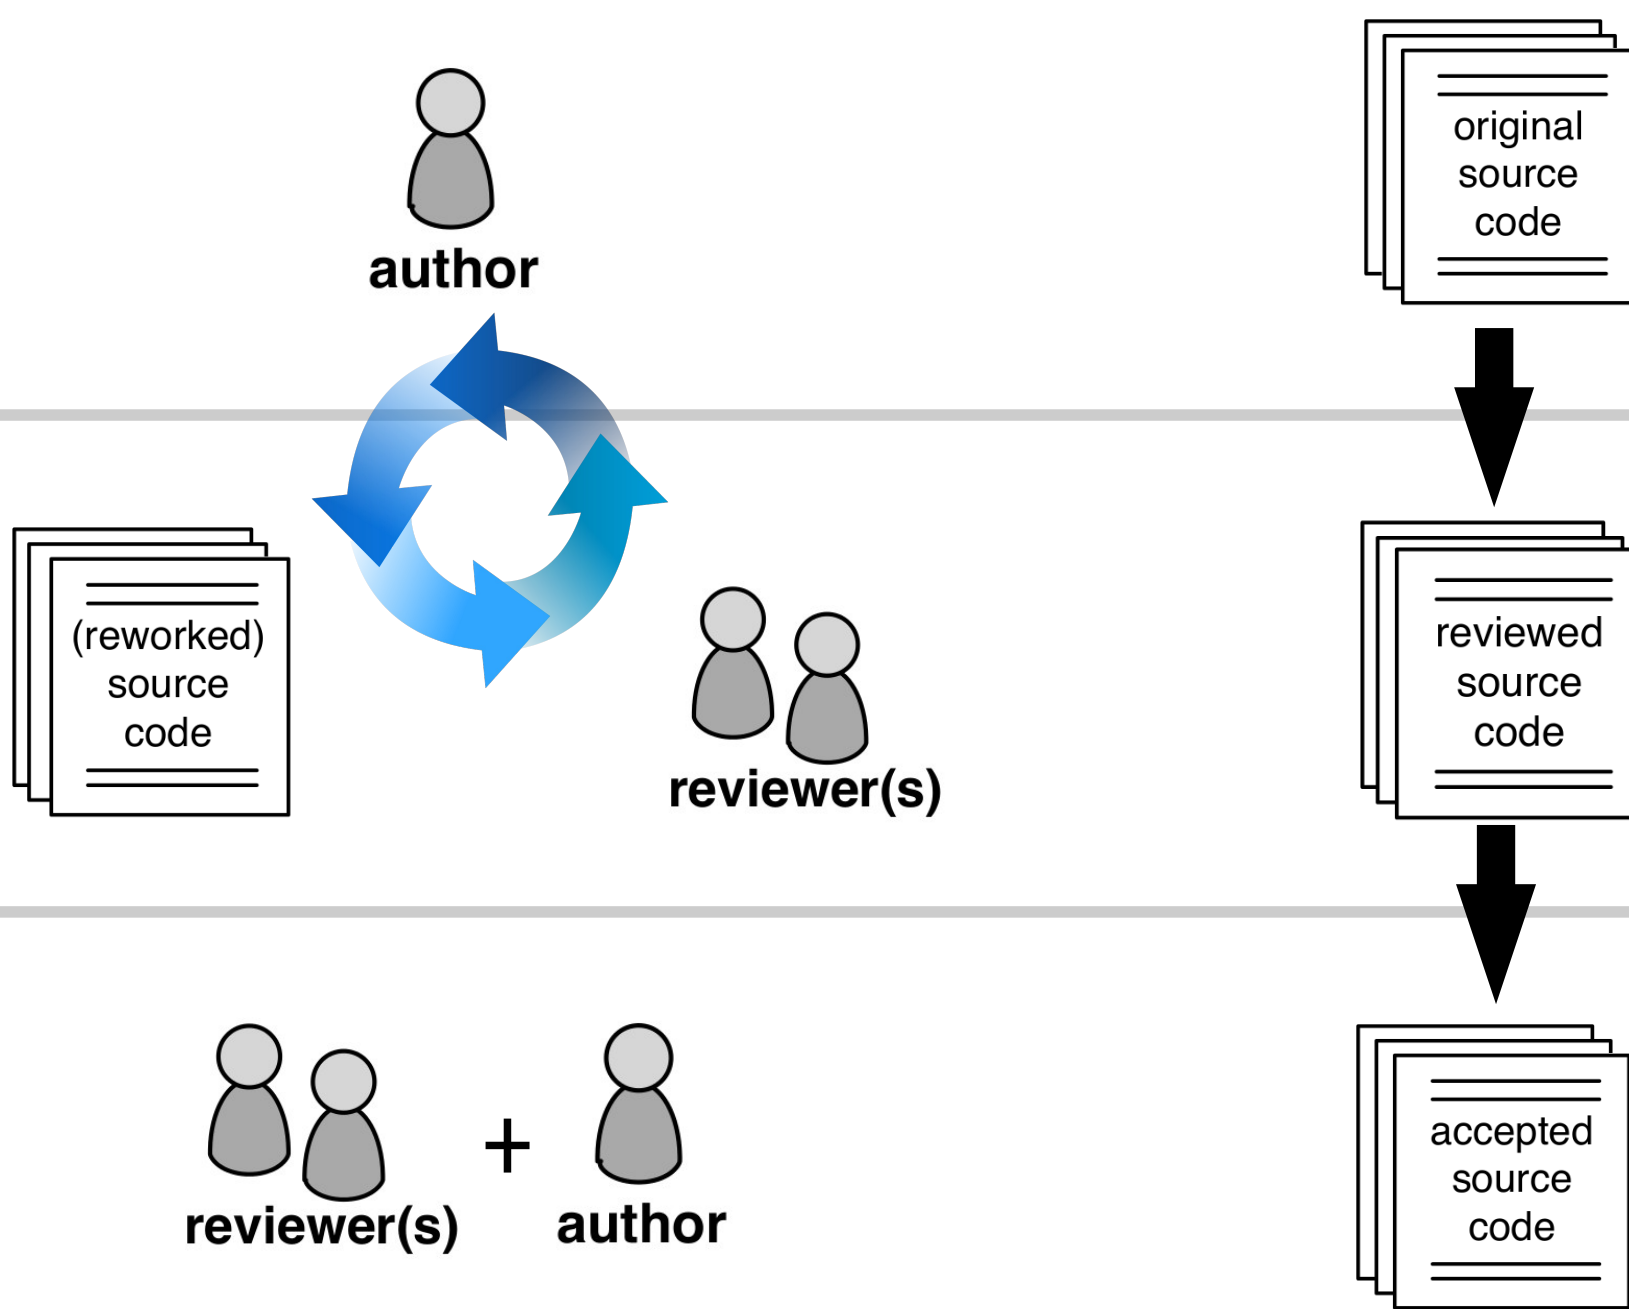 author
original
source
code
(reworked)
source
code
reviewer(s)
reviewed
source
code
reviewer(s)
+
author
accepted
source
code